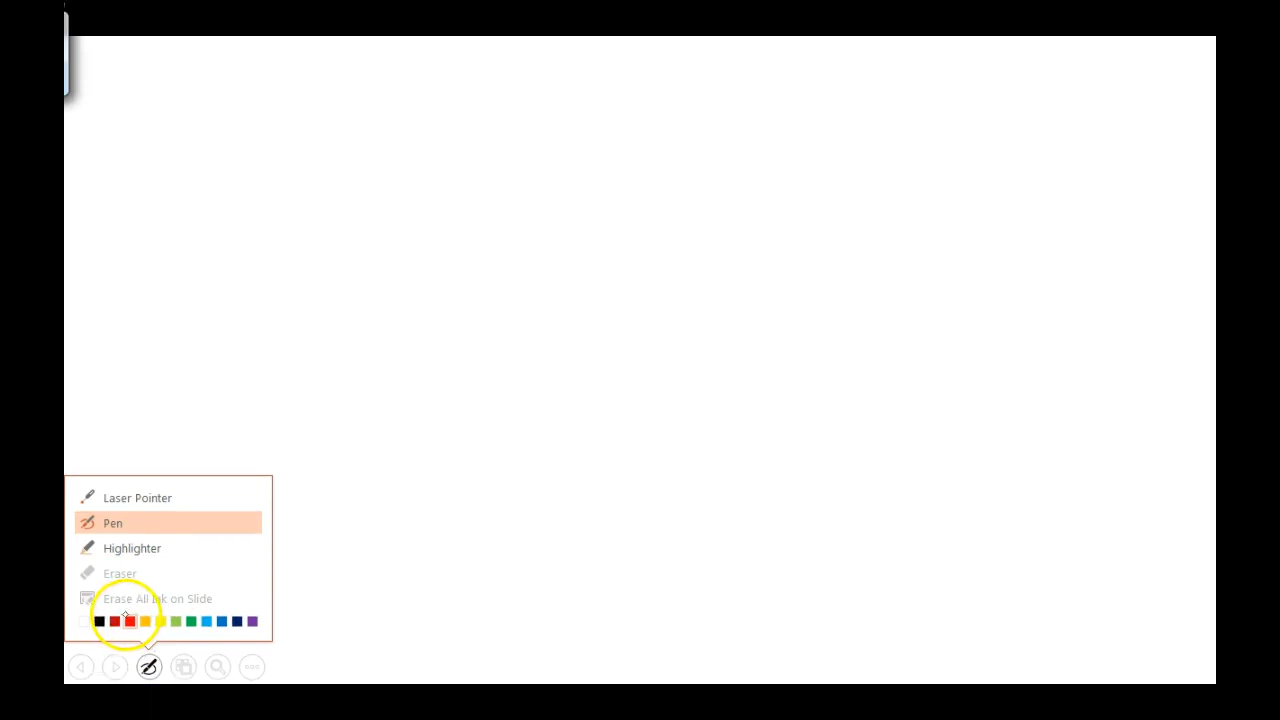 Laser Pointer
Pen
Highlighter
Eraser
Erase All Ink on Slide